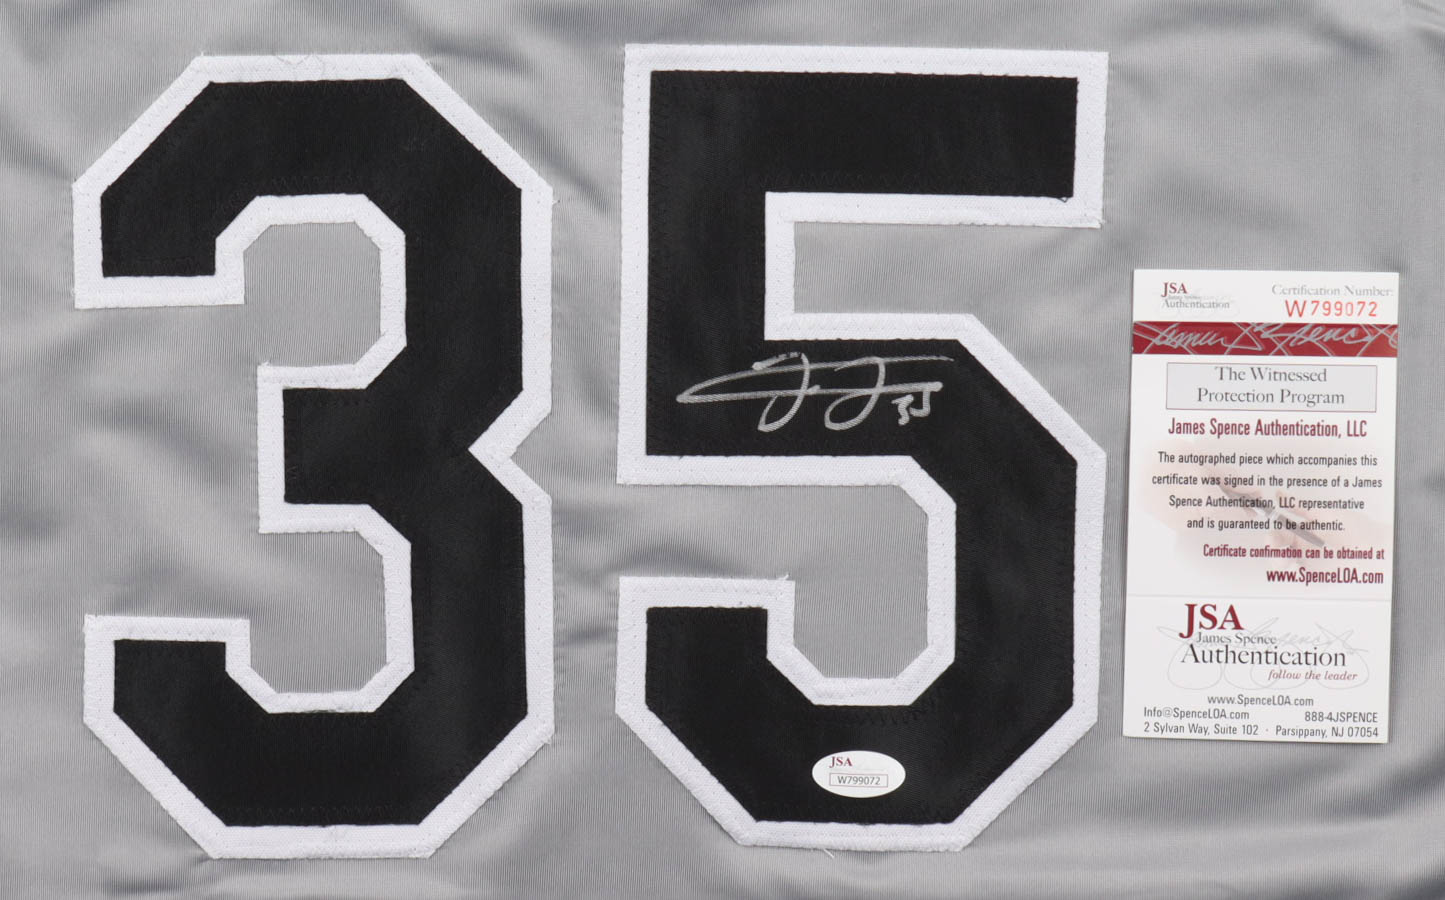 35
35
JSA
Authentication
Certification Number:
W799072
The Witnessed
Protection Program
James Spence Authentication, LLC
The autographed piece which accompanies this
certificate was signed in the presence of a James
Spence Authentication, LLC representative
and is guaranteed to be authentic.
Certificate confirmation can be obtained at
www.SpenceLOA.com
JSA
James Spence
Authentication
follow the leader
www.SpenceLOA.com
Info@SpenceLOA.com 888-4JSPENCE
2 Sylvan Way, Suite 102 · Parsippany, NJ 07054
JSA
W799072